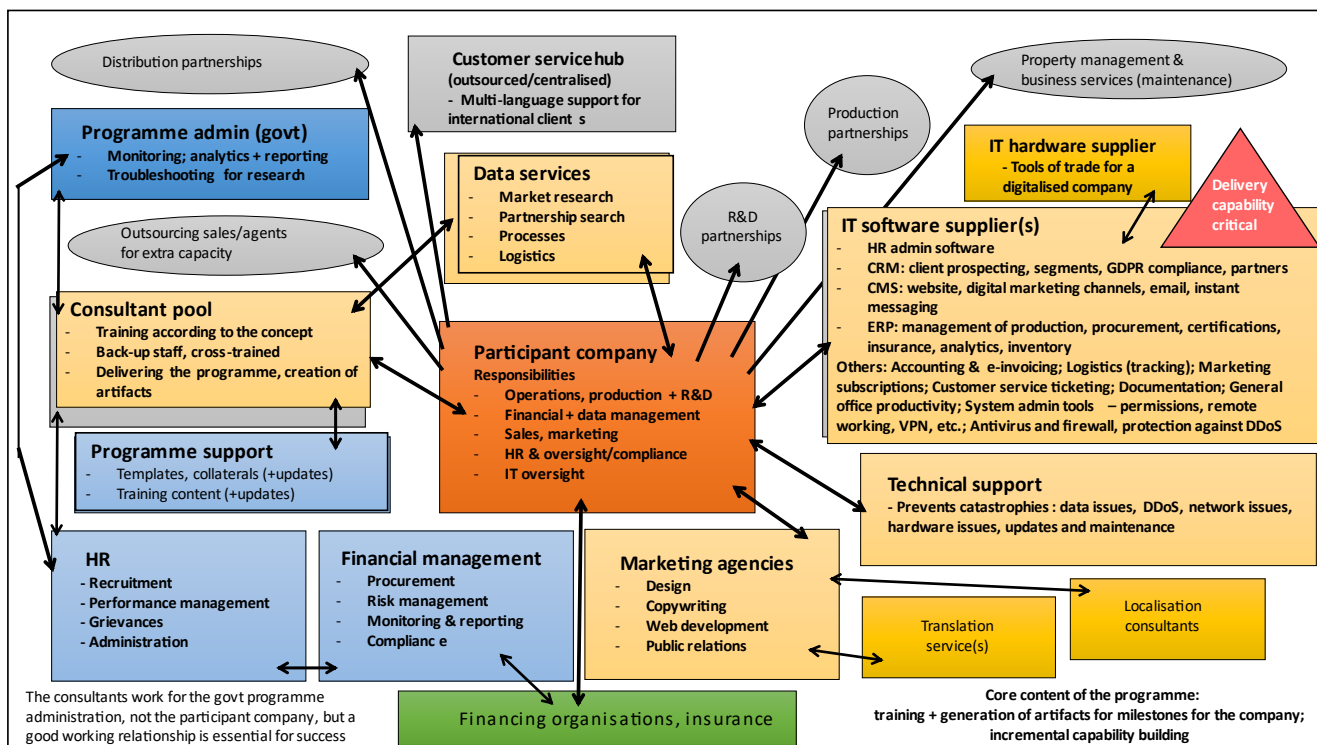 Distribution partnerships
Customer service hub
(outsourced/centralised)
- Multi-language support for
international client s
Property management &
business services (maintenance)
Production
partnerships
Programme admin (govt)
- Monitoring; analytics + reporting
- Troubleshooting for research
IT hardware supplier
- Tools of trade for a
digitalised company
Delivery
capability
critical
Data services
- Market research
- Partnership search
- Processes
- Logistics
R&D
partnerships
Outsourcing sales/agents
for extra capacity
IT software supplier(s)
- HR admin software
- CRM: client prospecting, segments, GDPR compliance, partners
- CMS: website, digital marketing channels, email, instant
messaging
- ERP: management of production, procurement, certifications,
insurance, analytics, inventory
Others: Accounting & e-invoicing; Logistics (tracking); Marketing
subscriptions; Customer service ticketing; Documentation; General
office productivity; System admin tools – permissions, remote
working, VPN, etc.; Antivirus and firewall, protection against DDoS
Consultant pool
- Training according to the concept
- Back-up staff, cross-trained
- Delivering the programme, creation of
artifacts
Participant company
Responsibilities
- Operations, production + R&D
- Financial + data management
- Sales, marketing
- HR & oversight/compliance
- IT oversight
Programme support
- Templates, collaterals (+updates)
- Training content (+updates)
Technical support
- Prevents catastrophies : data issues, DDoS, network issues,
hardware issues, updates and maintenance
HR
- Recruitment
- Performance management
- Grievances
- Administration
Financial management
- Procurement
- Risk management
- Monitoring & reporting
- Complianc e
Marketing agencies
- Design
- Copywriting
- Web development
- Public relations
Translation
service(s)
Localisation
consultants
The consultants work for the govt programme
administration, not the participant company, but a
good working relationship is essential for success
Financing organisations, insurance
Core content of the programme:
training + generation of artifacts for milestones for the company;
incremental capability building